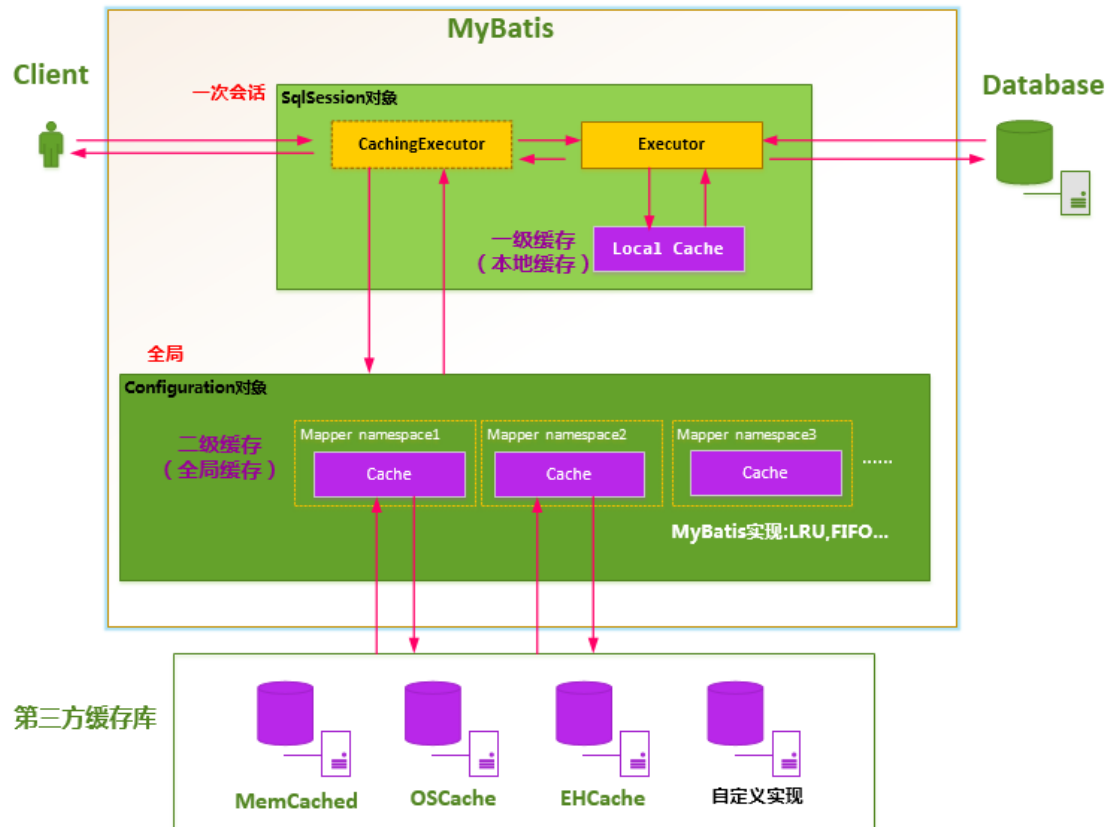 MyBatis
Client
Database
一次会话
SqlSession对象
CachingExecutor
Executor
一级缓存
（本地缓存）
Local Cache
全局
Configuration对象
二级缓存
（全局缓存）
Mapper namespace1
Cache
Mapper namespace2
Cache
Mapper namespace3
Cache
......
MyBatis实现:LRU,FIFO...
第三方缓存库
MemCached
OSCache
EHCache
自定义实现